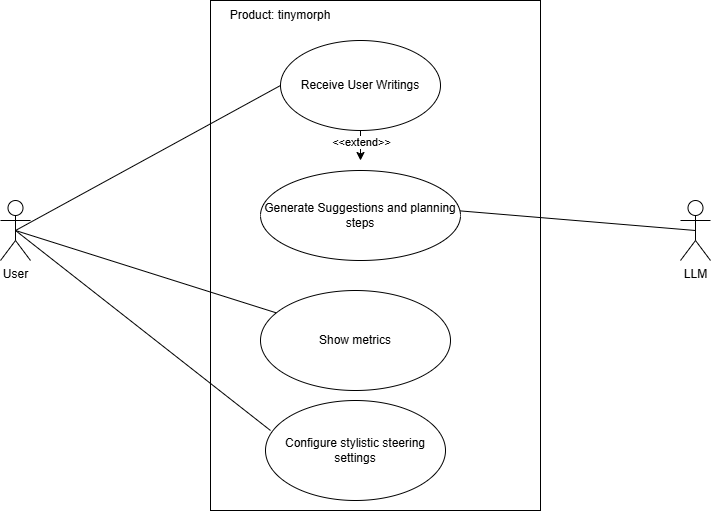 Product: tinymorph
Receive User Writings
<<extend>>
Generate Suggestions and planning
steps
User
LLM
Show metrics
Configure stylistic steering
settings